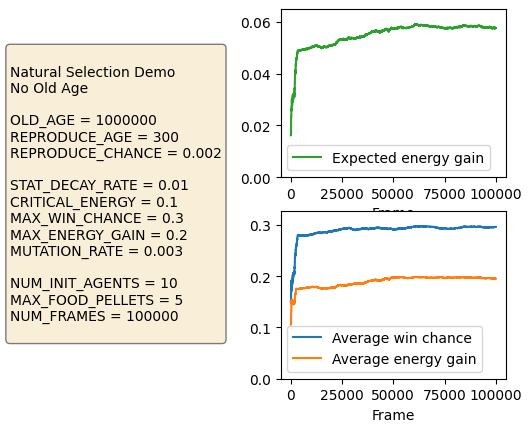 Natural Selection Demo
No Old Age
OLD_AGE = 1000000
REPRODUCE_AGE = 300
REPRODUCE_CHANCE = 0.002
STAT_DECAY_RATE = 0.01
CRITICAL_ENERGY = 0.1
MAX_WIN_CHANCE = 0.3
MAX_ENERGY_GAIN = 0.2
MUTATION_RATE = 0.003
NUM_INIT_AGENTS = 10
MAX_FOOD_PELLETS = 5
NUM_FRAMES = 100000
0.06
0.04
0.02
0.00
Expected energy gain
0 25000 50000 75000 100000
Frame
0.3
0.2
0.1
0.0
Average win chance
Average energy gain
0 25000 50000 75000 100000
Frame